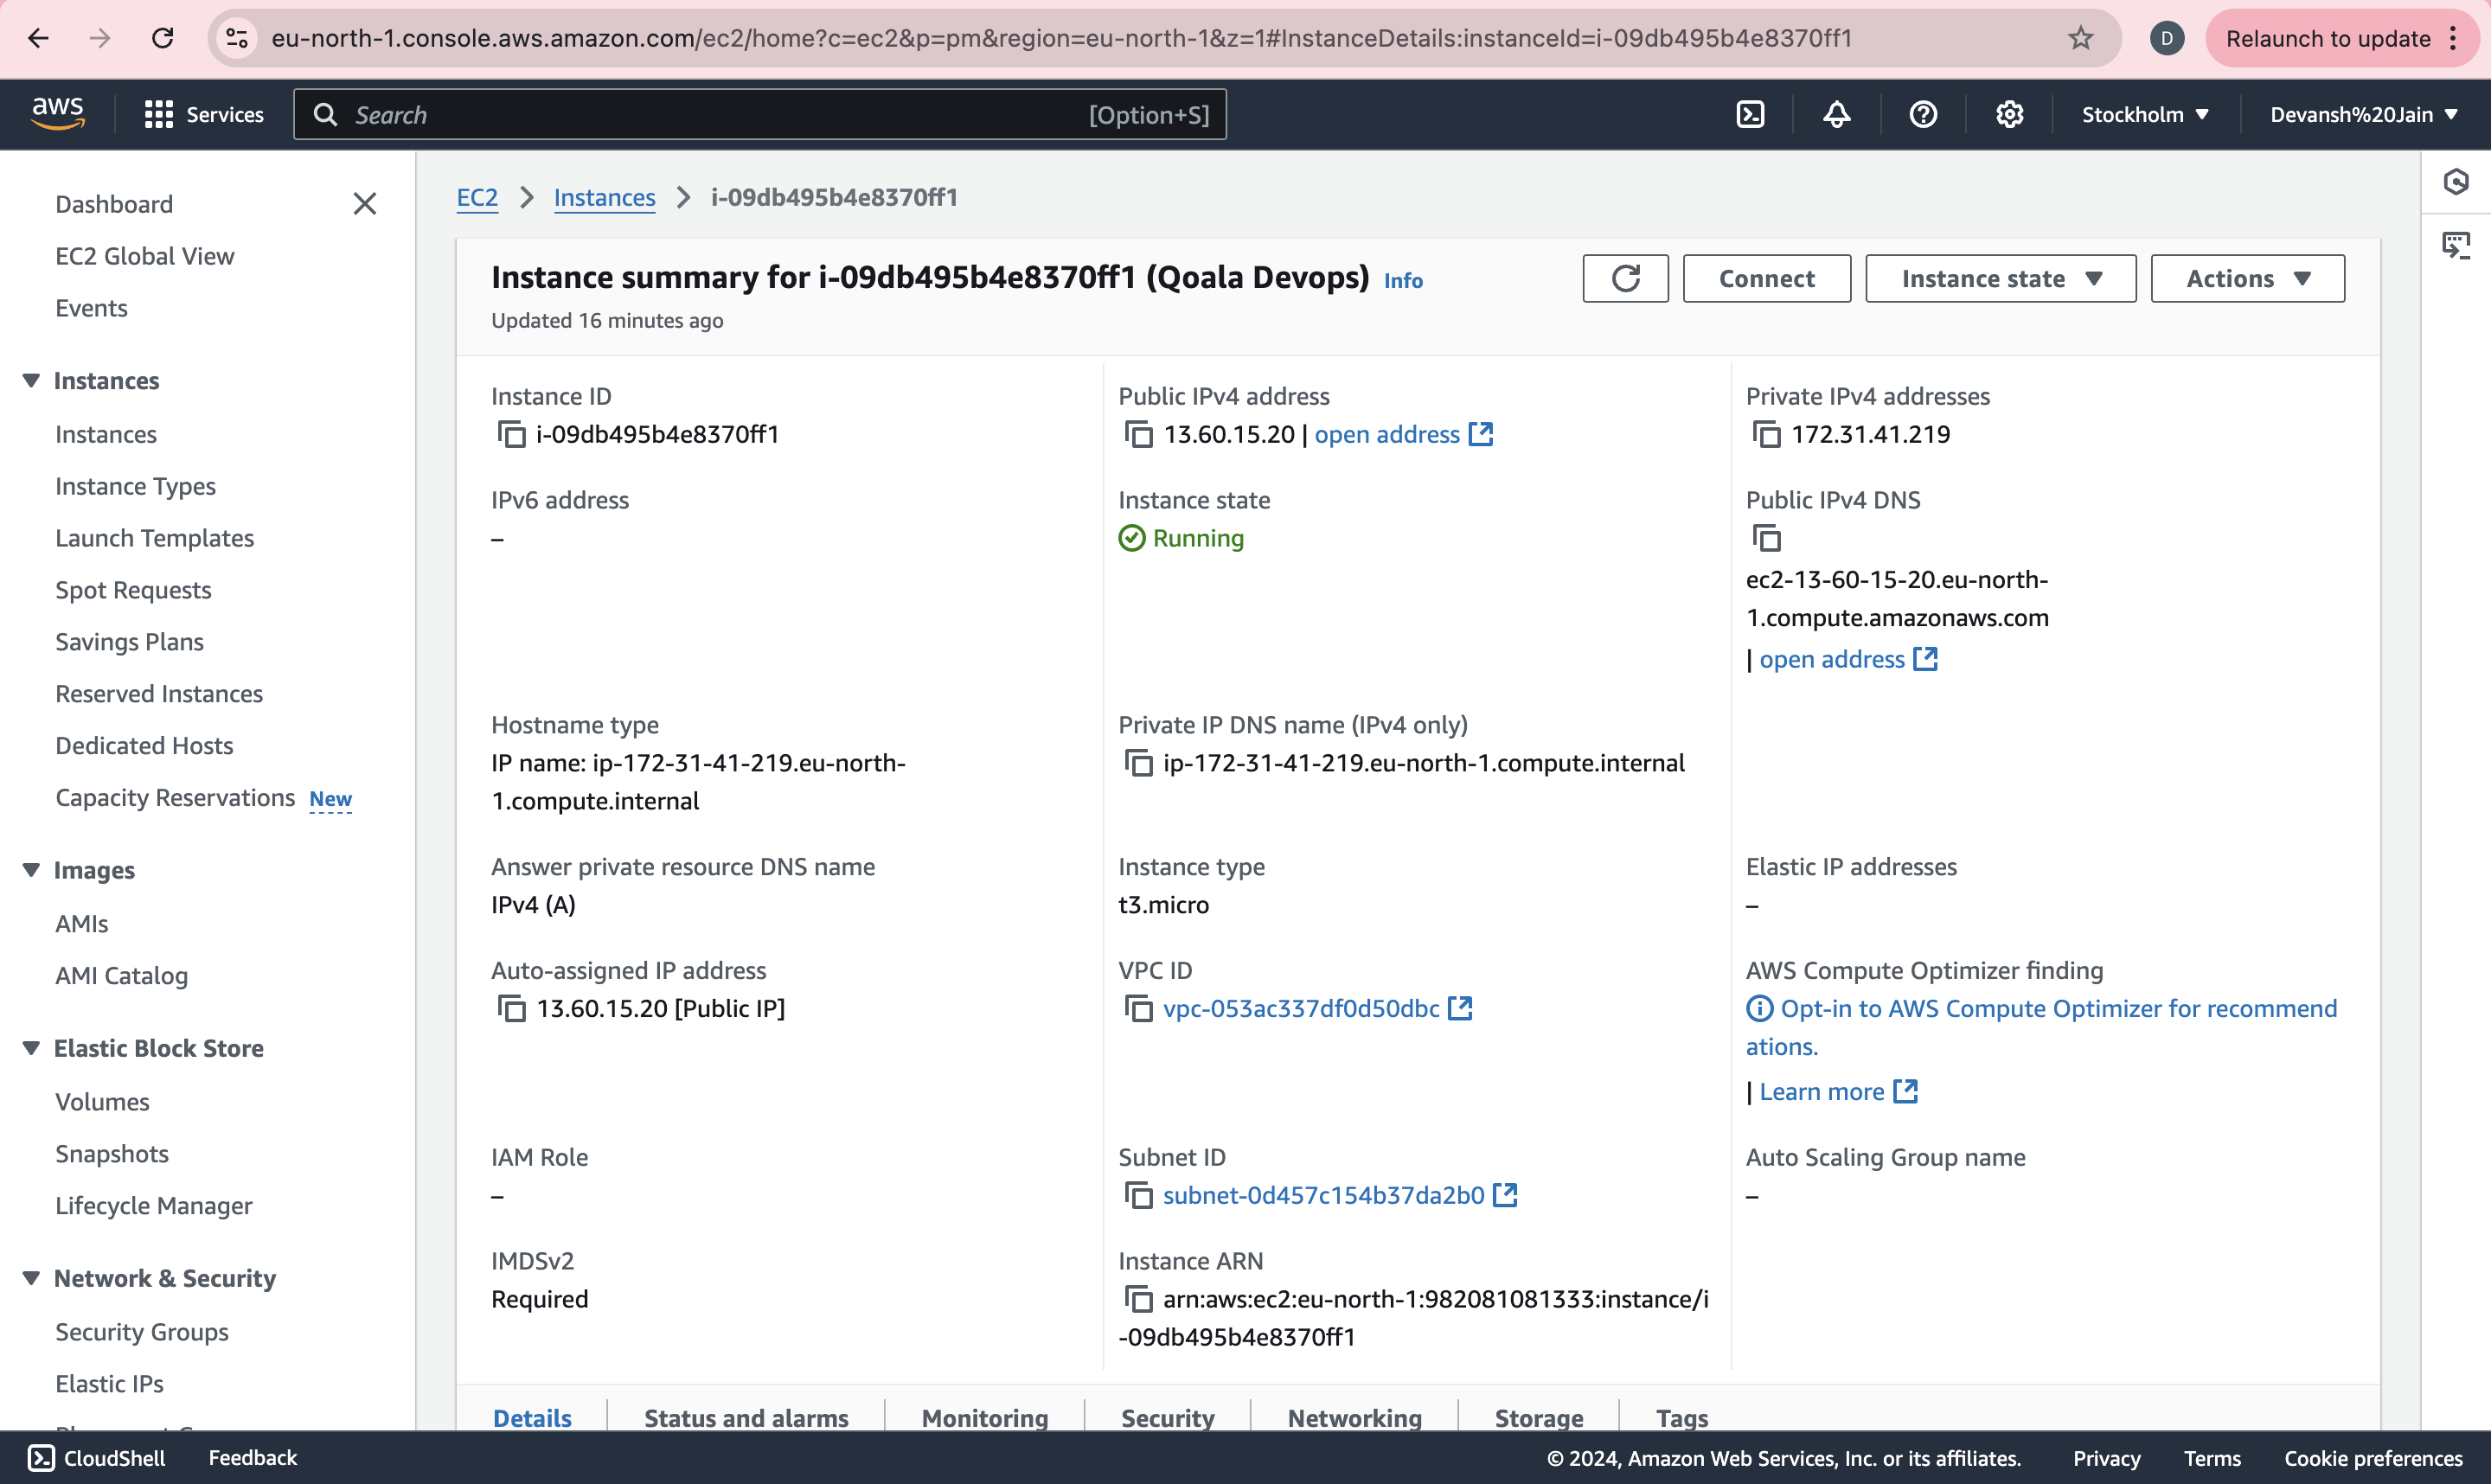 eu-north-1.console.aws.amazon.com/ec2/home?c=ec2&p=pm&region=eu-north-1&z=1#InstanceDetails:instanceId=i-09db495b4e8370ff1
D
Relaunch to update
aws
Services
Search
[Option+S]
Stockholm
Devansh%20Jain
Dashboard
EC2 Global View
Events
Instances
Instances
Instance Types
Launch Templates
Spot Requests
Savings Plans
Reserved Instances
Dedicated Hosts
Capacity Reservations New
Images
AMIs
AMI Catalog
Elastic Block Store
Volumes
Snapshots
Lifecycle Manager
Network & Security
Security Groups
Elastic IPs
EC2 > Instances > i-09db495b4e8370ff1
Instance summary for i-09db495b4e8370ff1 (Qoala Devops) Info
Updated 16 minutes ago
Connect
Instance state
Actions
Instance ID
i-09db495b4e8370ff1
Public IPv4 address
13.60.15.20 | open address
Private IPv4 addresses
172.31.41.219
IPv6 address
–
Instance state
Running
Public IPv4 DNS
ec2-13-60-15-20.eu-north-
1.compute.amazonaws.com
| open address
Hostname type
IP name: ip-172-31-41-219.eu-north-
1.compute.internal
Private IP DNS name (IPv4 only)
ip-172-31-41-219.eu-north-1.compute.internal
Answer private resource DNS name
IPv4 (A)
Instance type
t3.micro
Elastic IP addresses
–
Auto-assigned IP address
13.60.15.20 [Public IP]
VPC ID
vpc-053ac337df0d50dbc
AWS Compute Optimizer finding
Opt-in to AWS Compute Optimizer for recommend
ations.
| Learn more
IAM Role
–
Subnet ID
subnet-0d457c154b37da2b0
Auto Scaling Group name
–
IMDSv2
Required
Instance ARN
arn:aws:ec2:eu-north-1:982081081333:instance/i
-09db495b4e8370ff1
Details
Status and alarms
Monitoring
Security
Networking
Storage
Tags
CloudShell
Feedback
© 2024, Amazon Web Services, Inc. or its affiliates.
Privacy
Terms
Cookie preferences